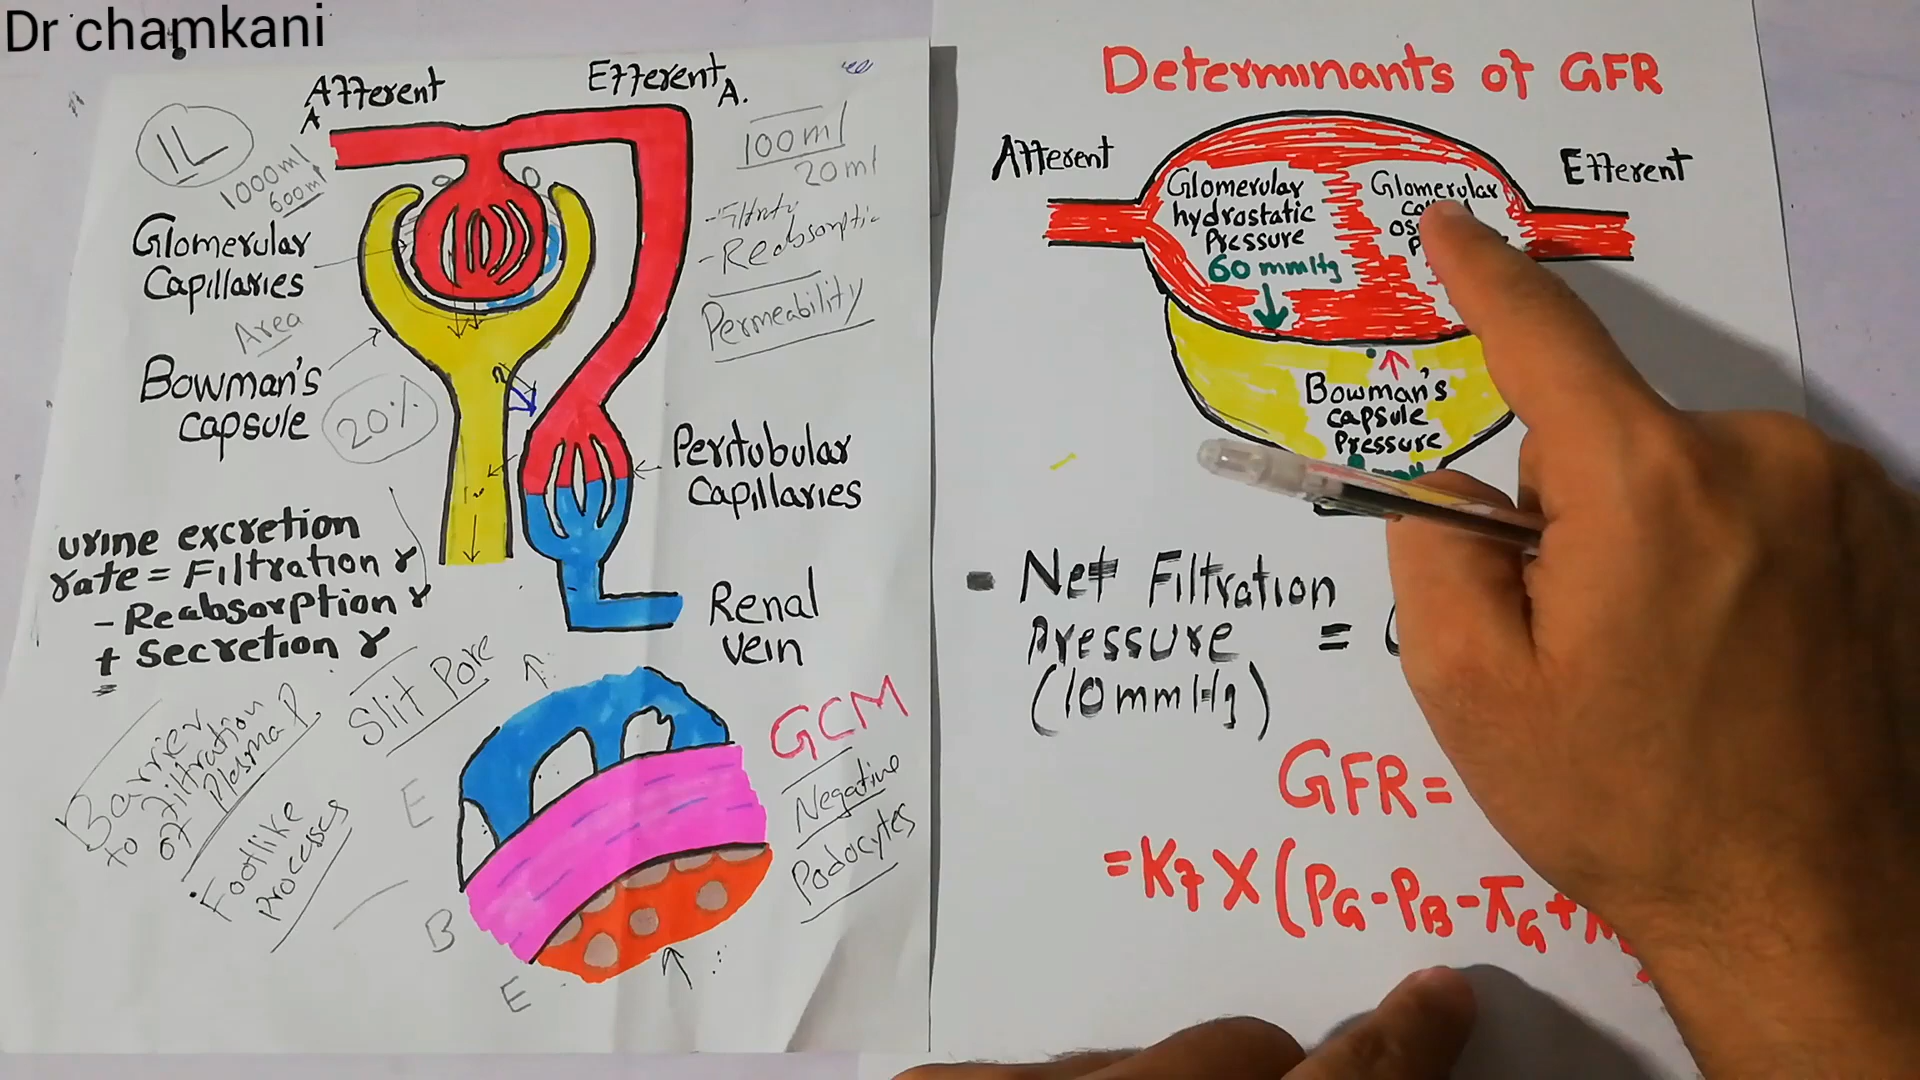 Dr chamkani
Afferent
A
Efferent
A.
1L
1000ml
600ml
100ml
20ml
- Reabsorptio
Permeability
Glomerular
Capillaries
Area
Bowman's
capsule
20%
Peritubular
Capillaries
urine excretion
rate = Filtration r
- Reabsorption r
+ Secretion r
Renal
vein
Slit Pore
Barrier
to filtration
of Plasma P.
Footlike
processes
GCM
Negative
Podocytes
E
B
E
Determinants of GFR
Afferent
Efferent
Glomerular
hydrostatic
Pressure
60 mmHg
Glomerular
Bowman's
capsule
Pressure
- Net Filtration
Pressure =
(10mmHg)
GFR =
= Kf X (PG - PB - πG +